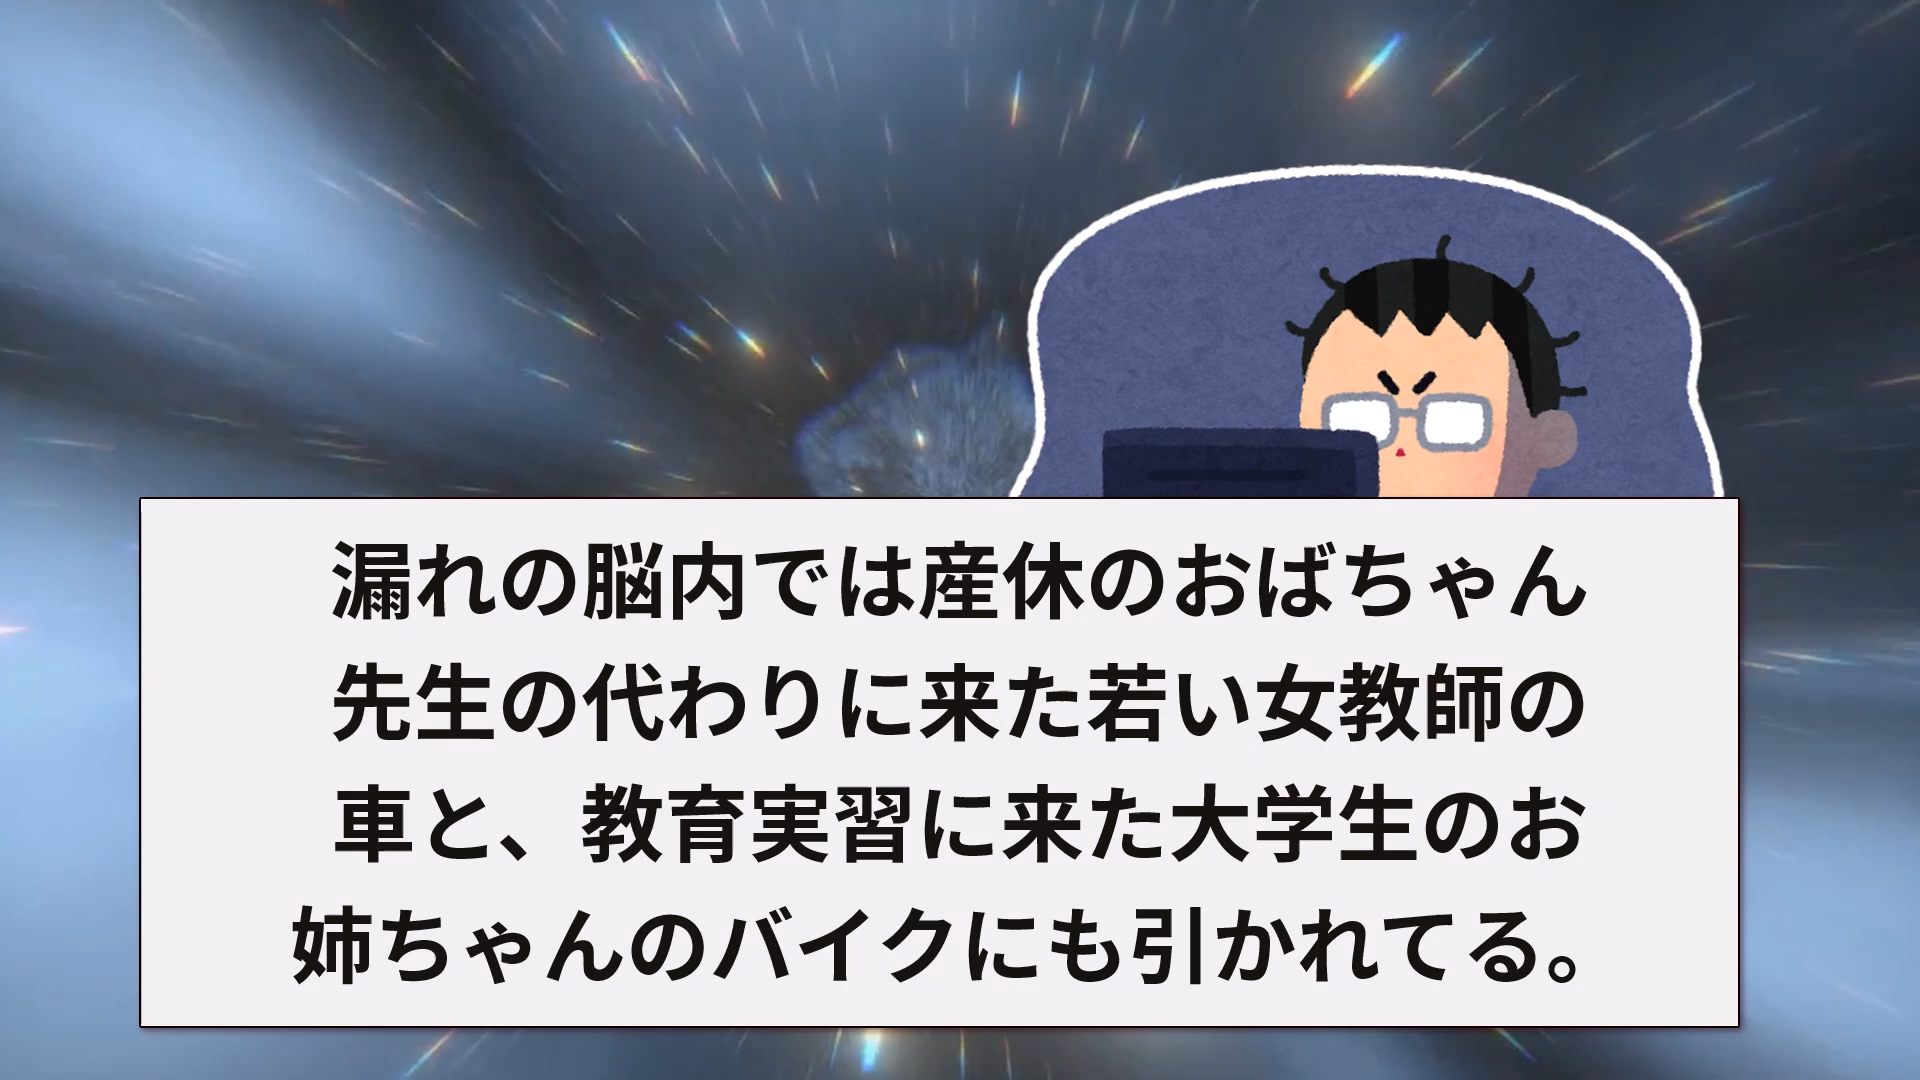 漏れの脳内では産休のおばちゃん
先生の代わりに来た若い女教師の
車と、教育実習に来た大学生のお
姉ちゃんのバイクにも引かれてる。